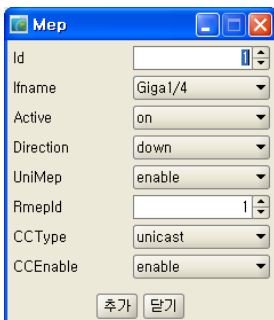 Mep
Id 1
Ifname Giga1/4
Active on
Direction down
UniMep enable
RmepId 1
CCType unicast
CCEnable enable
추가 닫기